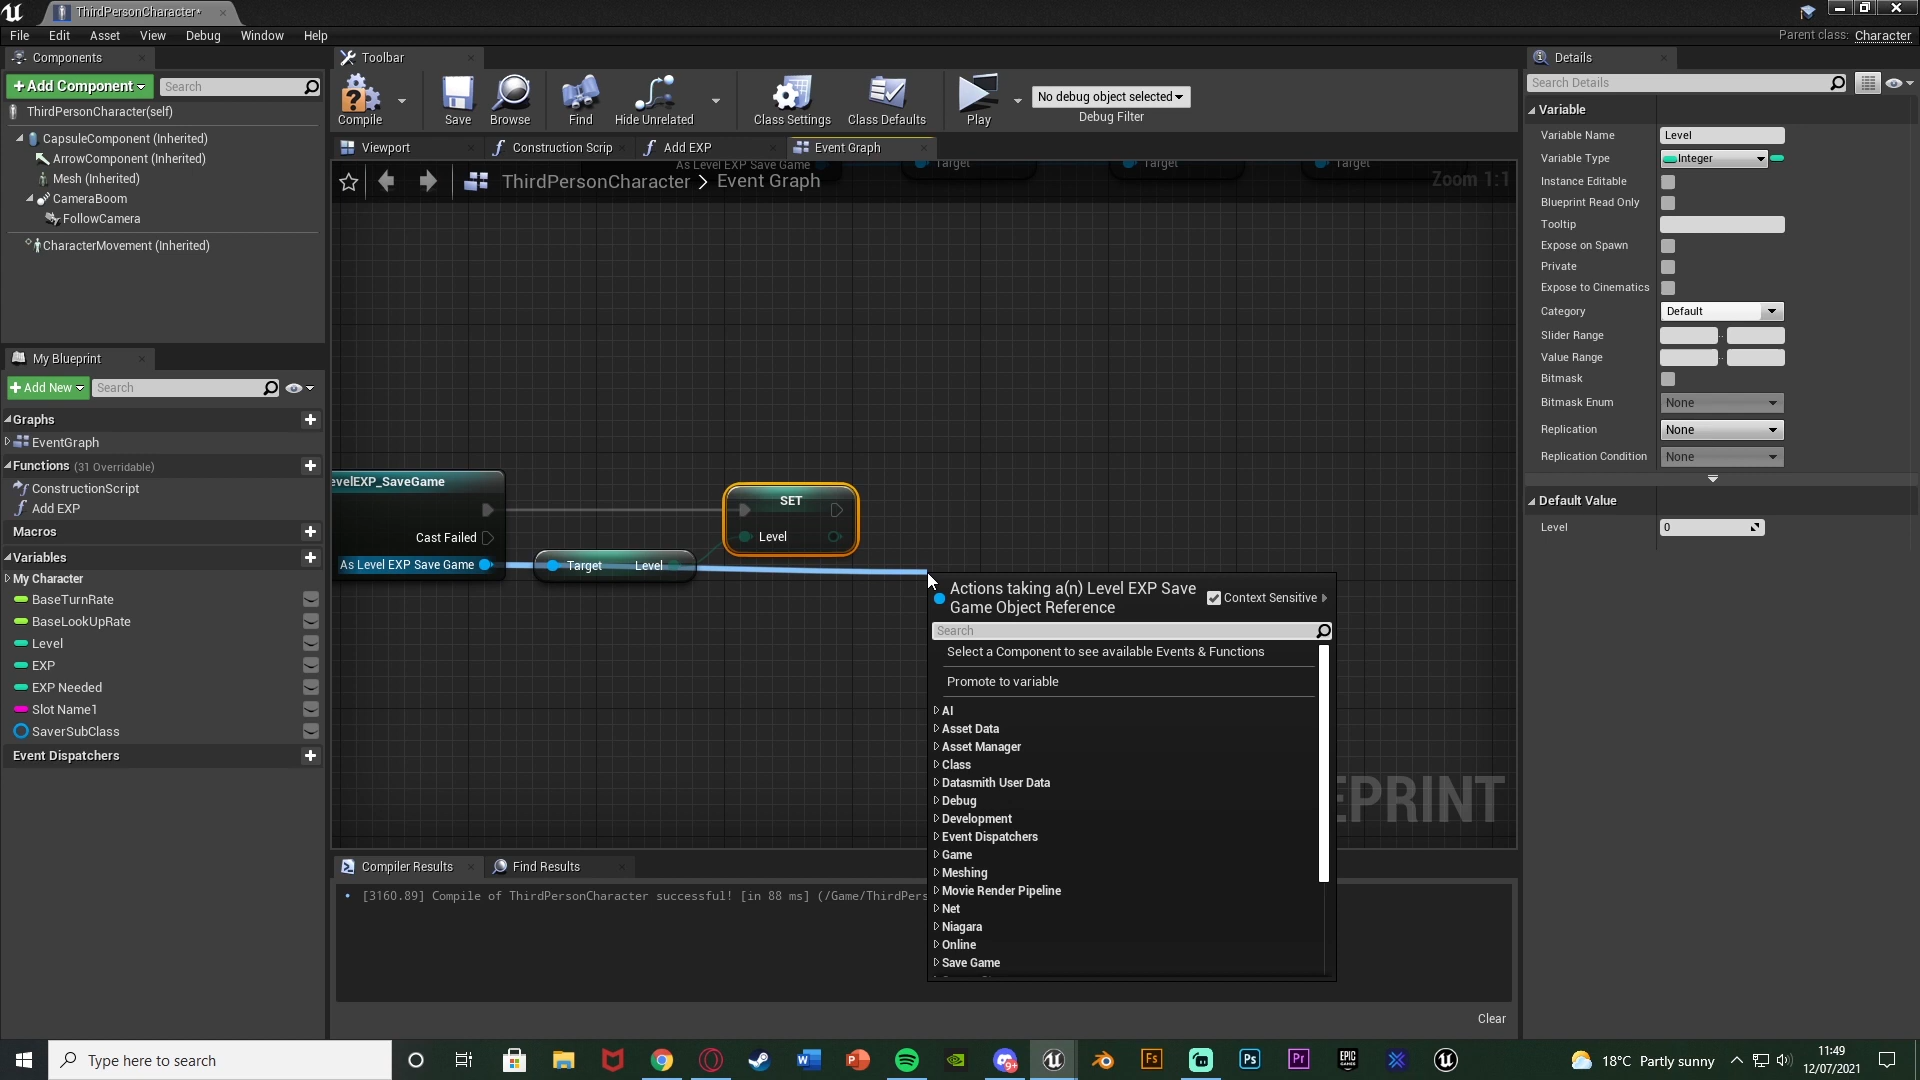 ThirdPersonCharacter*
File Edit Asset View Debug Window Help
Parent class: Character
Components
+Add Component
Search
ThirdPersonCharacter(self)
CapsuleComponent (Inherited)
ArrowComponent (Inherited)
Mesh (Inherited)
CameraBoom
FollowCamera
CharacterMovement (Inherited)
My Blueprint
+Add New
Search
Graphs
EventGraph
Functions (31 Overridable)
ConstructionScript
Add EXP
Macros
Variables
My Character
BaseTurnRate
BaseLookUpRate
Level
EXP
EXP Needed
Slot Name1
SaverSubClass
Event Dispatchers
Toolbar
Compile Save Browse Find Hide Unrelated Class Settings Class Defaults Play
No debug object selected
Debug Filter
Viewport Construction Scrip Add EXP Event Graph
As Level EXP Save Game Target Target Target
ThirdPersonCharacter > Event Graph
Zoom 1:1
evelEXP_SaveGame
Cast Failed
As Level EXP Save Game
Target Level
SET
Level
Actions taking a(n) Level EXP Save
Game Object Reference
Context Sensitive
Search
Select a Component to see available Events & Functions
Promote to variable
AI
Asset Data
Asset Manager
Class
Datasmith User Data
Debug
Development
Event Dispatchers
Game
Meshing
Movie Render Pipeline
Net
Niagara
Online
Save Game
EPRINT
Compiler Results Find Results
[3160.89] Compile of ThirdPersonCharacter successful! [in 88 ms] (/Game/ThirdPers
Clear
Details
Search Details
Variable
Variable Name Level
Variable Type Integer
Instance Editable
Blueprint Read Only
Tooltip
Expose on Spawn
Private
Expose to Cinematics
Category Default
Slider Range
Value Range
Bitmask
Bitmask Enum None
Replication None
Replication Condition None
Default Value
Level 0
Type here to search
18°C Partly sunny
11:49
12/07/2021